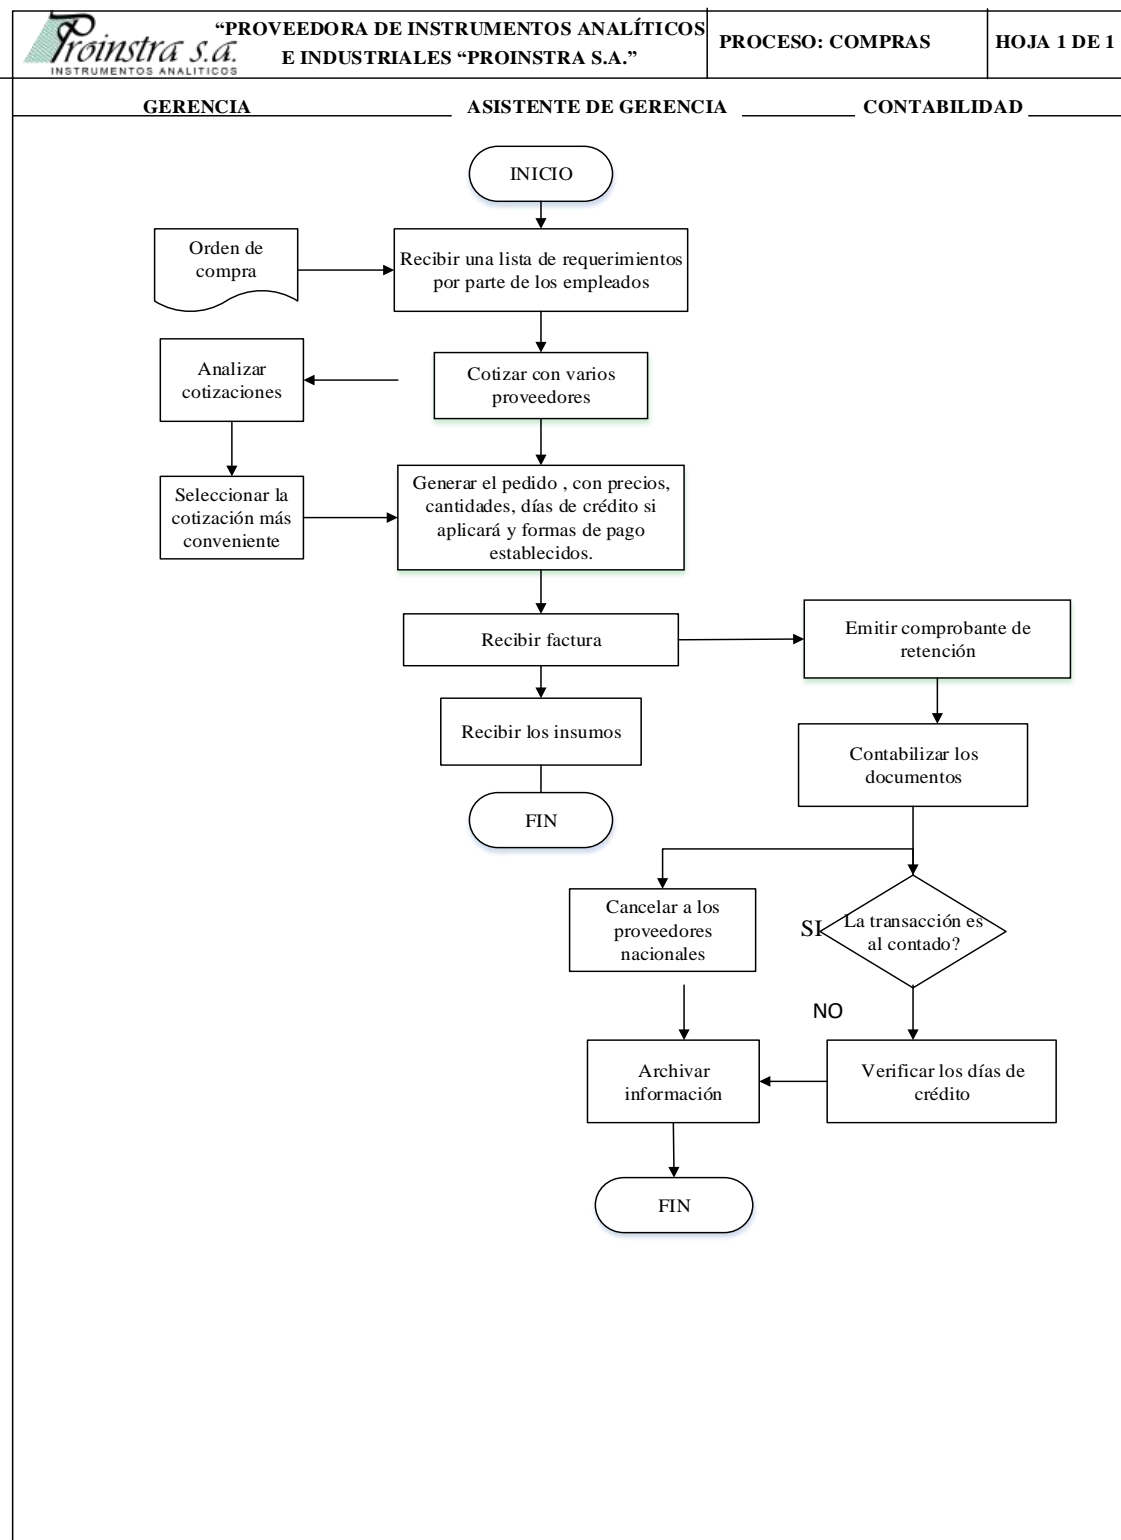 Proinstra s.a.
INSTRUMENTOS ANALITICOS
“PROVEEDORA DE INSTRUMENTOS ANALÍTICOS
E INDUSTRIALES “PROINSTRA S.A.”
PROCESO: COMPRAS
HOJA 1 DE 1
GERENCIA
ASISTENTE DE GERENCIA
CONTABILIDAD
INICIO
Orden de
compra
Recibir una lista de requerimientos
por parte de los empleados
Analizar
cotizaciones
Cotizar con varios
proveedores
Seleccionar la
cotización más
conveniente
Generar el pedido , con precios,
cantidades, días de crédito si
aplicará y formas de pago
establecidos.
Recibir factura
Emitir comprobante de
retención
Recibir los insumos
Contabilizar los
documentos
FIN
Cancelar a los
proveedores
nacionales
SI
La transacción es
al contado?
NO
Archivar
información
Verificar los días de
crédito
FIN